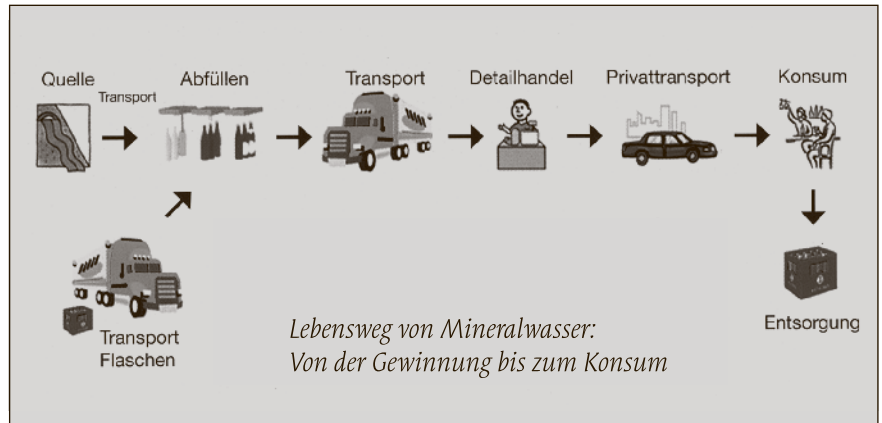 Quelle
Transport
Abfüllen
Transport
Detailhandel
Privattransport
Konsum
Transport
Flaschen
Entsorgung
Lebensweg von Mineralwasser:
Von der Gewinnung bis zum Konsum